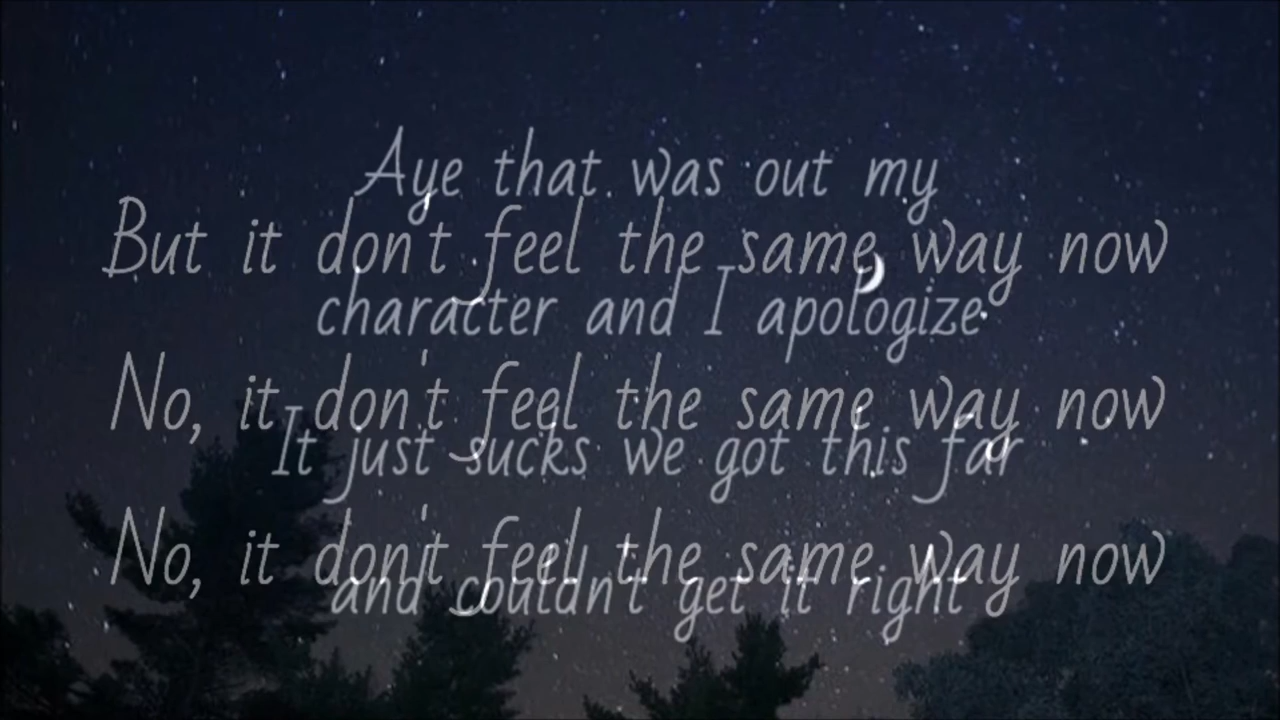 Aye that was out my
But it don't feel the same way now
character and I apologize
No, it don't feel the same way now
It just sucks we got this far
No, it don't feel the same way now
and couldn't get it right